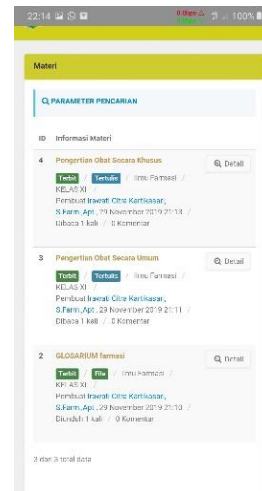 22:14 100%
Materi
PARAMETER PENCARIAN
ID Informasi Materi
4 Pengertian Obat Secara Khusus Detail
Terbit / Tertulis / Ilmu Farmasi /
KELAS XI /
Pembuat Irawati Citra Kartikasari,
S.Farm.,Apt., 29 November 2019 21:13 /
Dibaca 1 kali / 0 Komentar
3 Pengertian Obat Secara Umum Detail
Terbit / Tertulis / Ilmu Farmasi /
KELAS XI /
Pembuat Irawati Citra Kartikasari,
S.Farm.,Apt., 29 November 2019 21:11 /
Dibaca 1 kali / 0 Komentar
2 GLOSARIUM farmasi Detail
Terbit / File / Ilmu Farmasi /
KELAS XI /
Pembuat Irawati Citra Kartikasari,
S.Farm.,Apt., 29 November 2019 21:10 /
Diunduh 1 kali / 0 Komentar
3 dari 3 total data